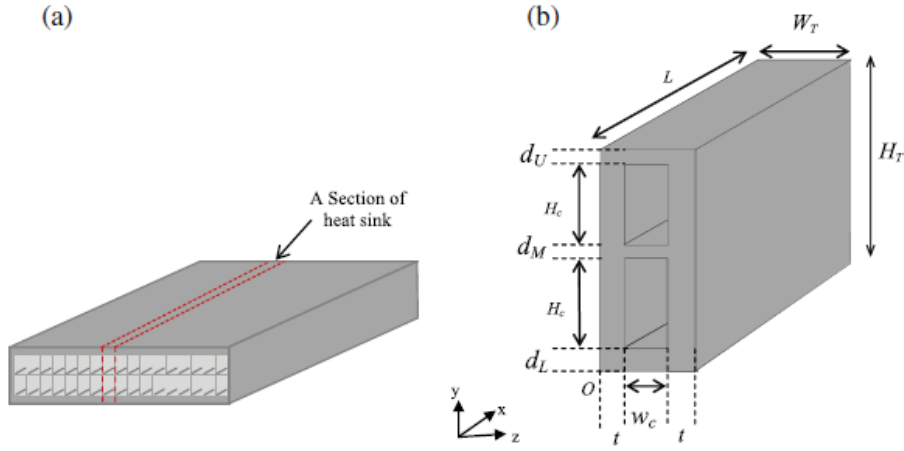 (a)
(b)
A Section of
heat sink
W_T
L
H_T
d_U
H_c
d_M
H_c
d_L
O
w_c
t
t
y
x
z